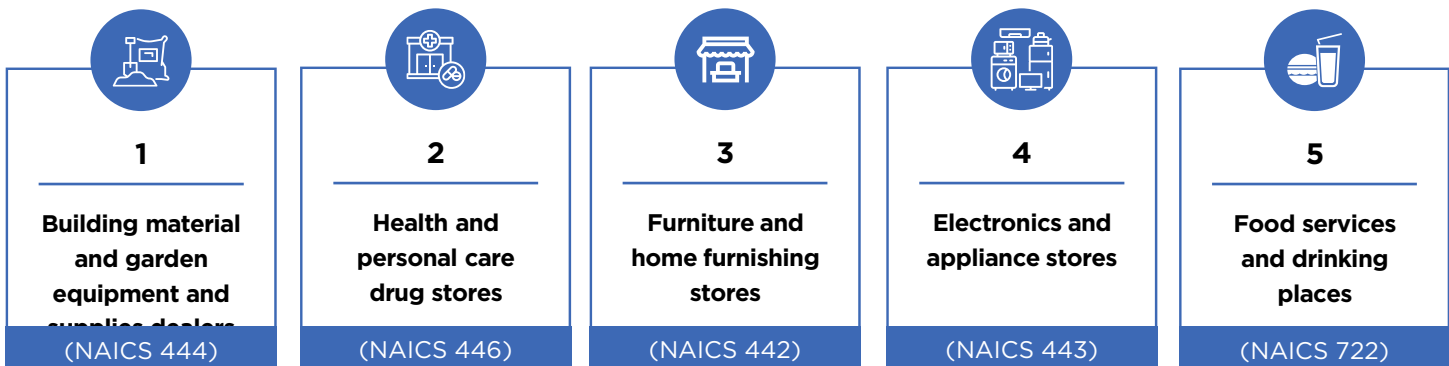 1
Building material
and garden
equipment and
supplies dealers
(NAICS 444)
2
Health and
personal care
drug stores
(NAICS 446)
3
Furniture and
home furnishing
stores
(NAICS 442)
4
Electronics and
appliance stores
(NAICS 443)
5
Food services
and drinking
places
(NAICS 722)